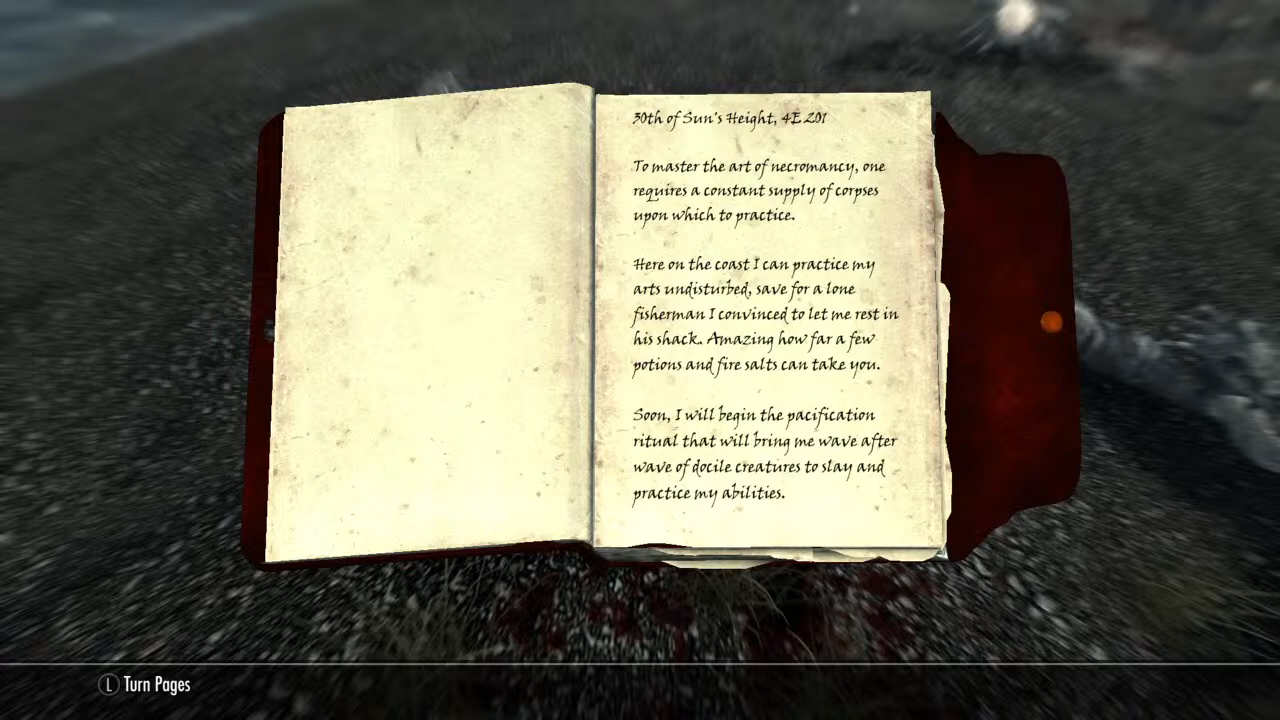 30th of Sun's Height, 4E 201
To master the art of necromancy, one
requires a constant supply of corpses
upon which to practice.
Here on the coast I can practice my
arts undisturbed, save for a lone
fisherman I convinced to let me rest in
his shack. Amazing how far a few
potions and fire salts can take you.
Soon, I will begin the pacification
ritual that will bring me wave after
wave of docile creatures to slay and
practice my abilities.
L Turn Pages